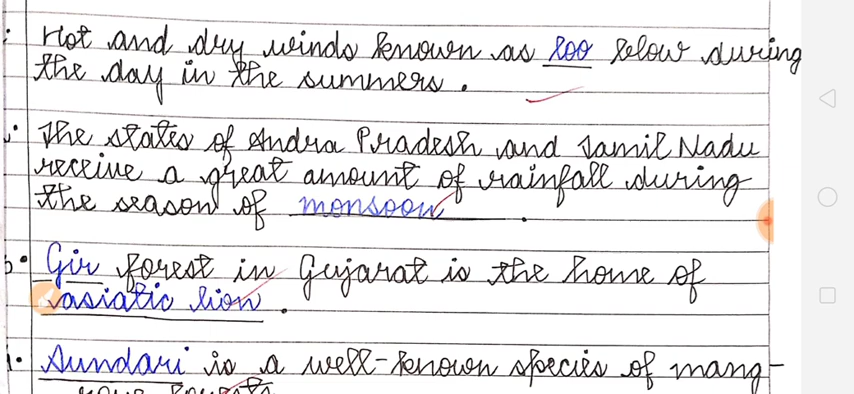 Hot and dry winds known as loo blow during
the day in the summers.
The states of Andra Pradesh and Tamil Nadu
receive a great amount of rainfall during
the season of monsoon.
Gir forest in Gujarat is the home of
asiatic lion.
Sundari is a well-known species of mang-
rove forests